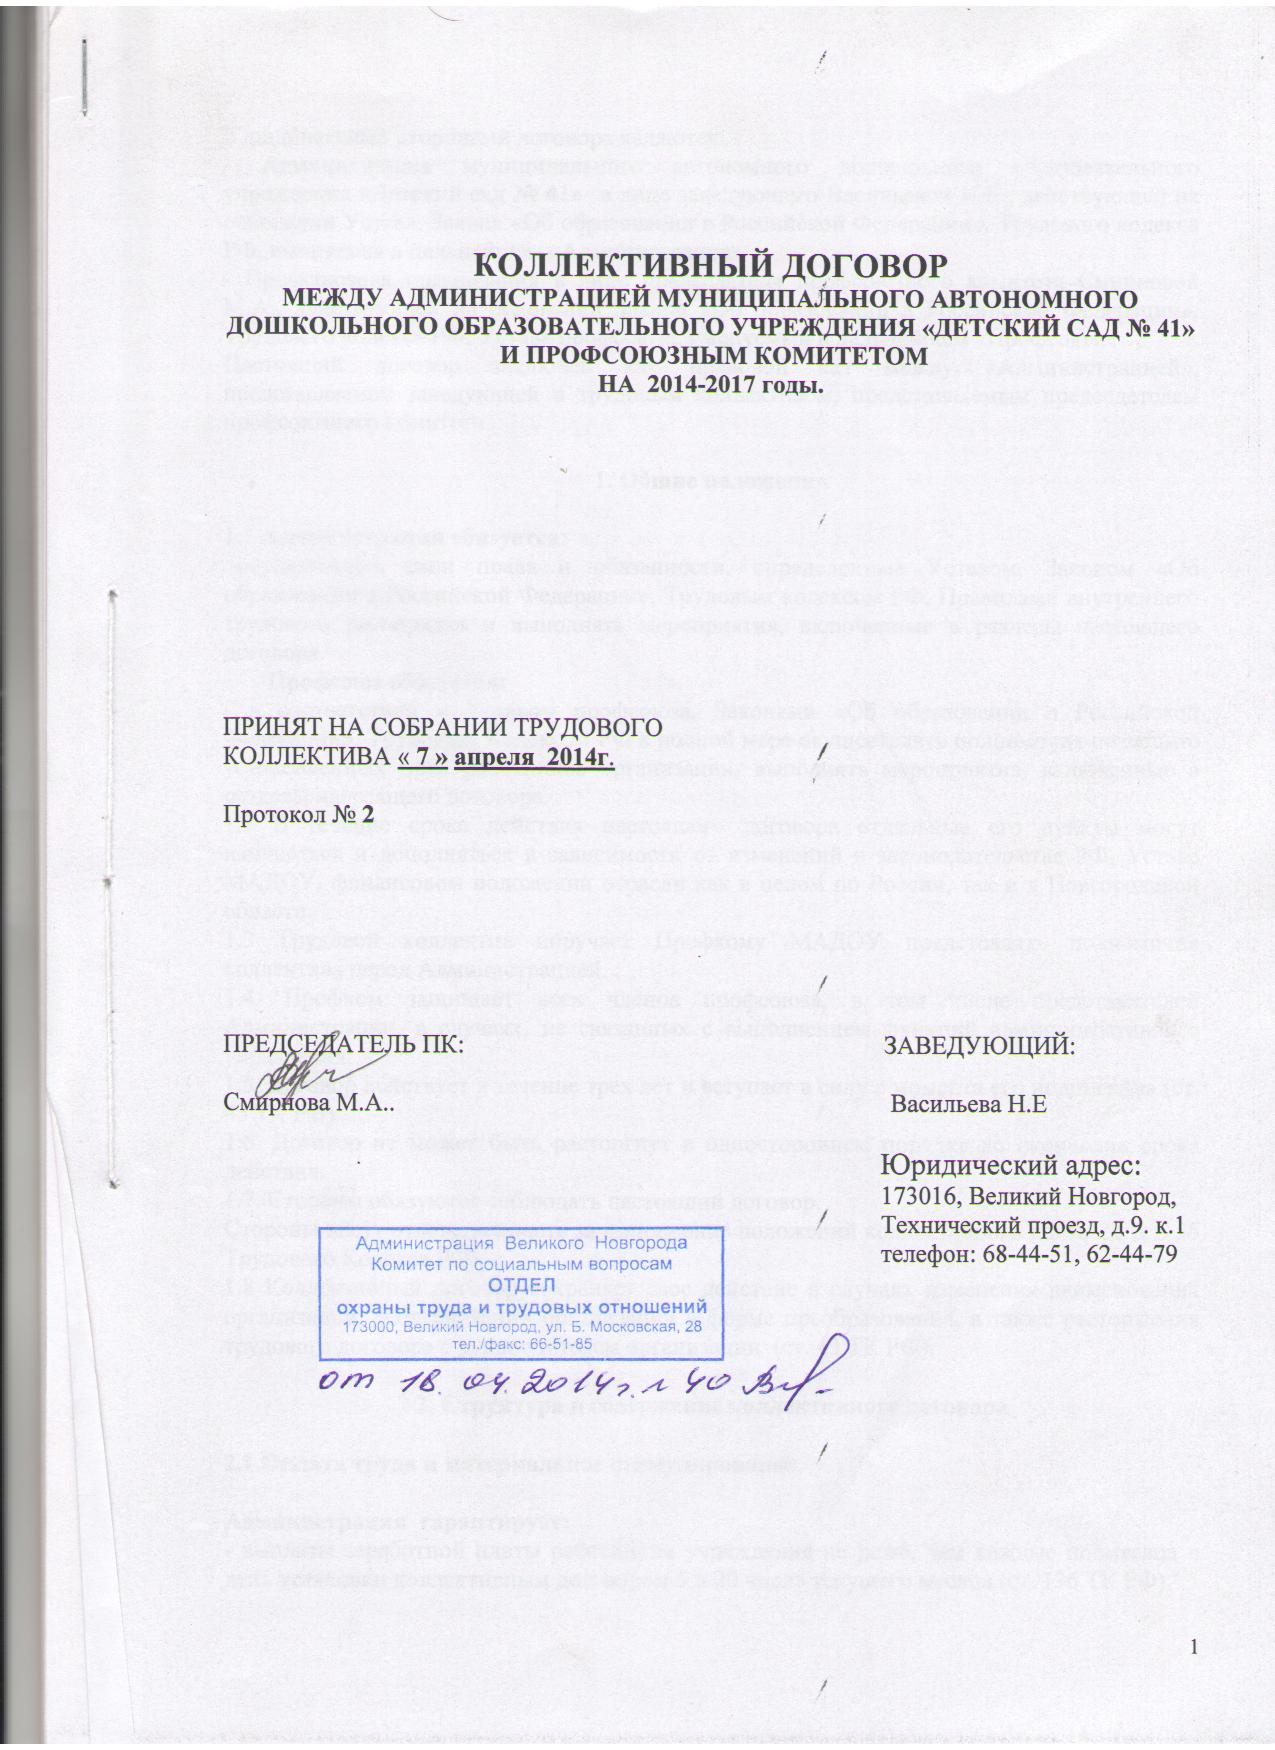 КОЛЛЕКТИВНЫЙ ДОГОВОР
МЕЖДУ АДМИНИСТРАЦИЕЙ МУНИЦИПАЛЬНОГО АВТОНОМНОГО
ДОШКОЛЬНОГО ОБРАЗОВАТЕЛЬНОГО УЧРЕЖДЕНИЯ «ДЕТСКИЙ САД № 41»
И ПРОФСОЮЗНЫМ КОМИТЕТОМ
НА 2014-2017 годы.
ПРИНЯТ НА СОБРАНИИ ТРУДОВОГО
КОЛЛЕКТИВА « 7 » апреля 2014г.
Протокол № 2
ПРЕДСЕДАТЕЛЬ ПК:
Смирнова М.А..
ЗАВЕДУЮЩИЙ:
Васильева Н.Е
Юридический адрес:
173016, Великий Новгород,
Технический проезд, д.9. к.1
телефон: 68-44-51, 62-44-79
Администрация Великого Новгорода
Комитет по социальным вопросам
ОТДЕЛ
охраны труда и трудовых отношений
173000, Великий Новгород, ул. Б. Московская, 28
тел./факс: 66-51-85
от 18.04.2014г. № 40
1